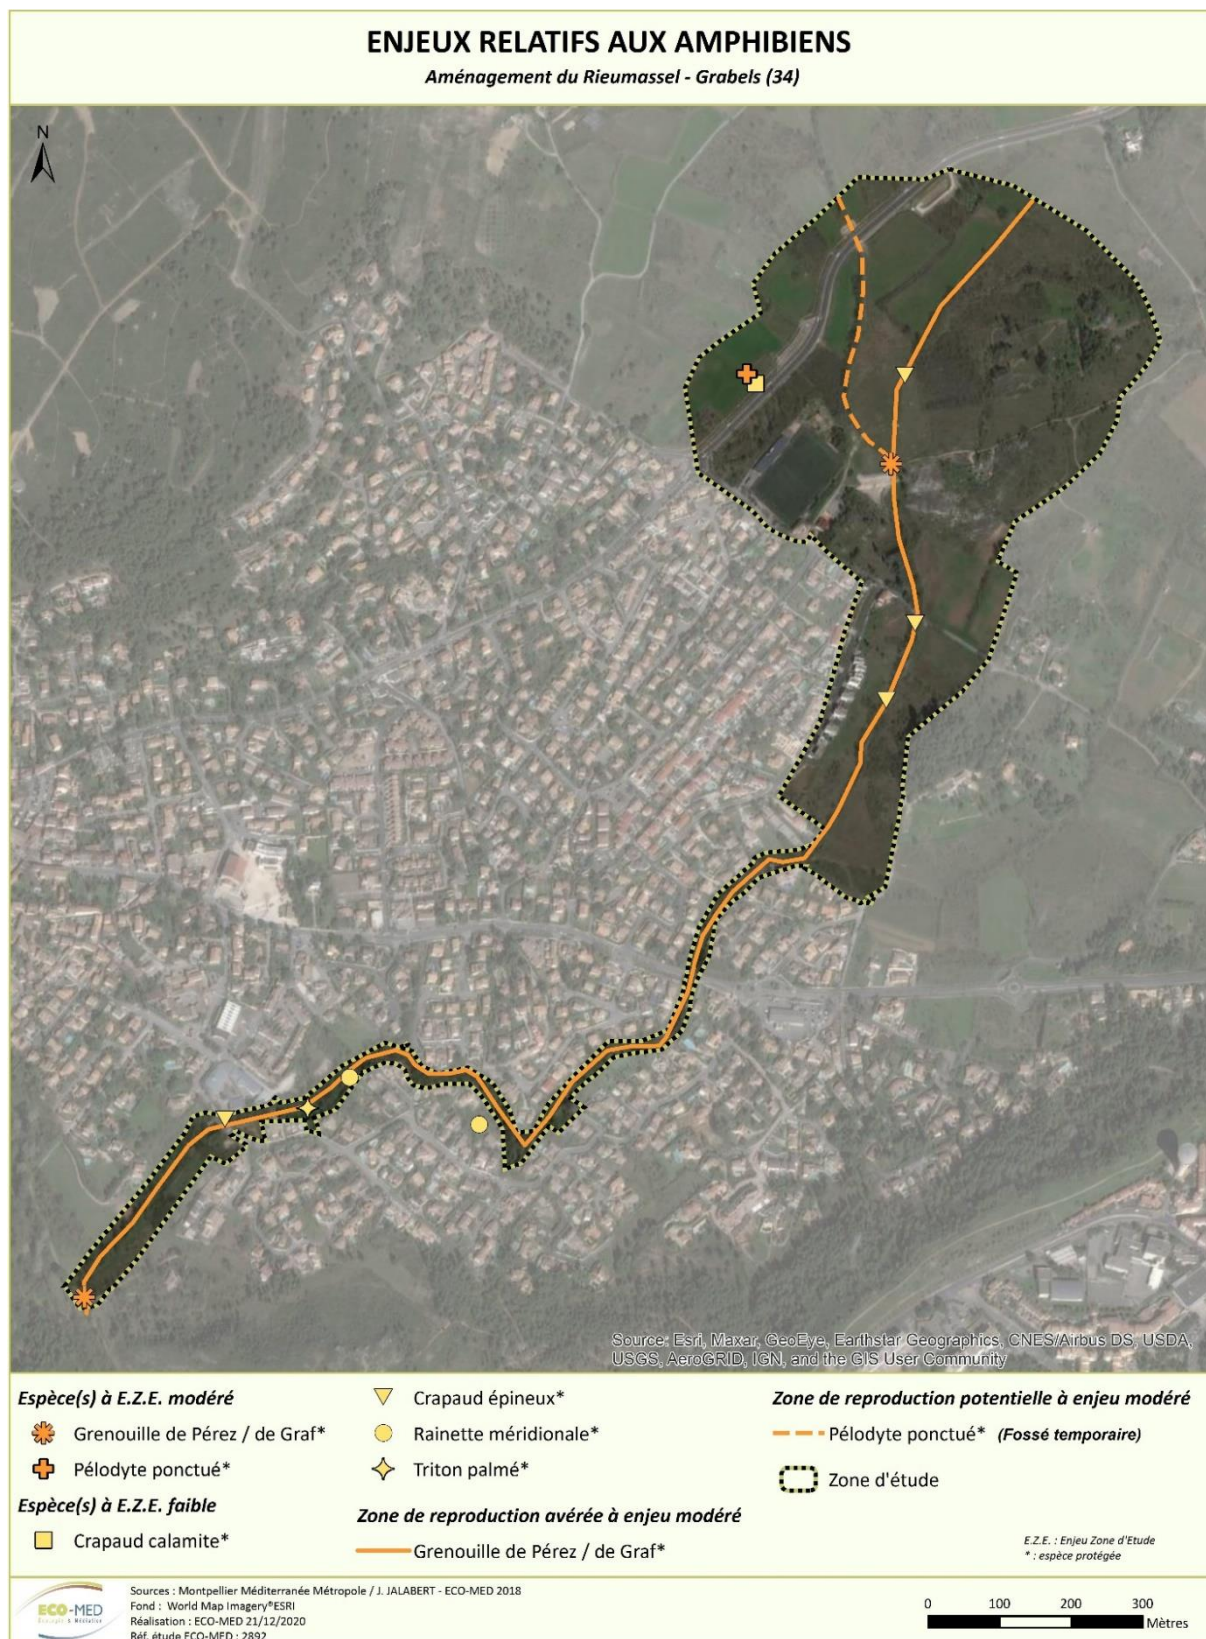 ENJEUX RELATIFS AUX AMPHIBIENS
Aménagement du Rieumassel - Grabels (34)
N
Source: Esri, Maxar, GeoEye, Earthstar Geographics, CNES/Airbus DS, USDA,
USGS, AeroGRID, IGN, and the GIS User Community
Espèce(s) à E.Z.E. modéré
Grenouille de Pérez / de Graf*
Pélodyte ponctué*
Espèce(s) à E.Z.E. faible
Crapaud calamite*
Crapaud épineux*
Rainette méridionale*
Triton palmé*
Zone de reproduction avérée à enjeu modéré
Grenouille de Pérez / de Graf*
Zone de reproduction potentielle à enjeu modéré
Pélodyte ponctué* (Fossé temporaire)
Zone d'étude
E.Z.E. : Enjeu Zone d'Etude
* : espèce protégée
ECO-MED
Ecologie & Médiation
Sources : Montpellier Méditerranée Métropole / J. JALABERT - ECO-MED 2018
Fond : World Map Imagery®ESRI
Réalisation : ECO-MED 21/12/2020
Réf. étude ECO-MED : 2892
0 100 200 300
Mètres